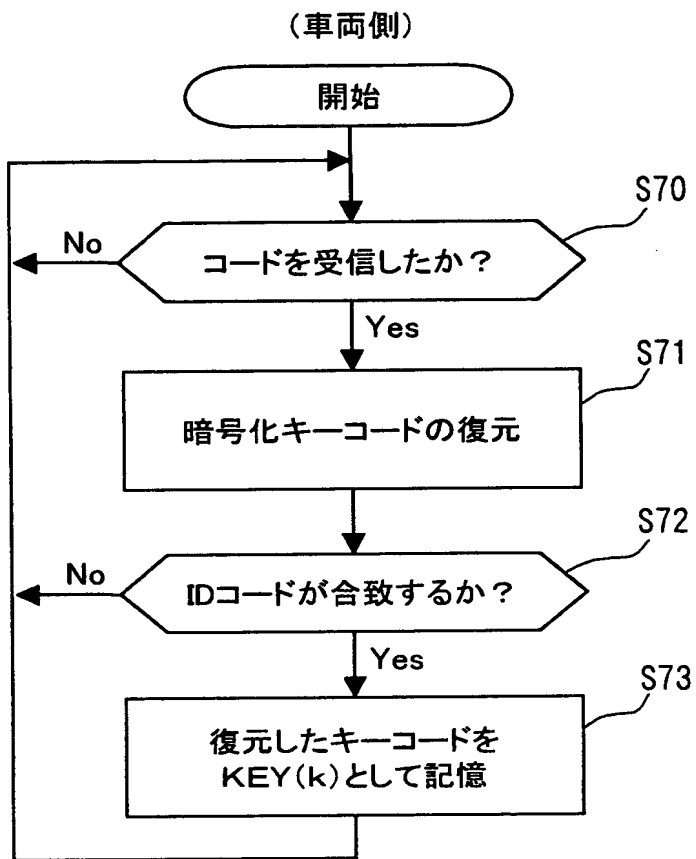 (車両側)
開始
S70
No
コードを受信したか？
Yes
S71
暗号化キーコードの復元
S72
No
IDコードが合致するか？
Yes
S73
復元したキーコードを
KEY(k)として記憶